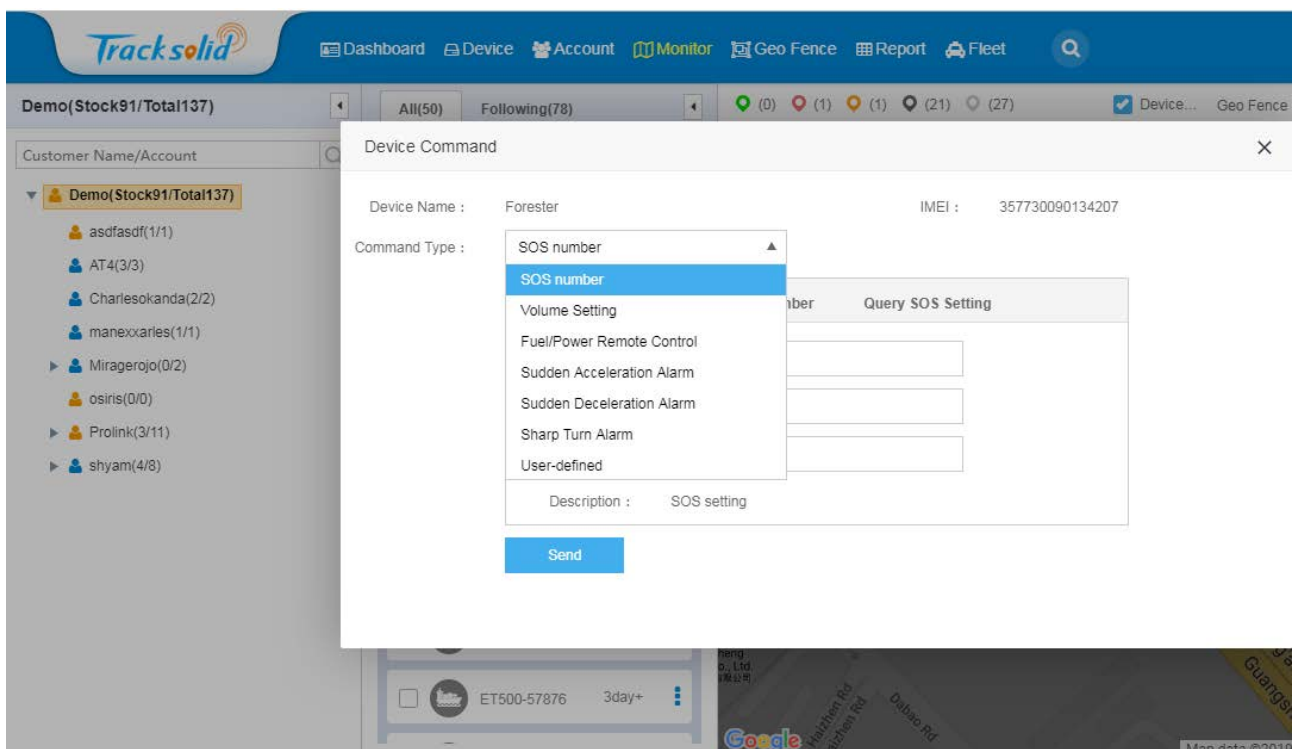 Tracksolid
Dashboard Device Account Monitor Geo Fence Report Fleet
Demo(Stock91/Total137)
All(50) Following(78)
(0) (1) (1) (21) (27)
Device... Geo Fence
Customer Name/Account
Demo(Stock91/Total137)
asdfasdf(1/1)
AT4(3/3)
Charlesokanda(2/2)
manexxarles(1/1)
Miragerojo(0/2)
osiris(0/0)
Prolink(3/11)
shyam(4/8)
Device Command
Device Name : Forester IMEI : 357730090134207
Command Type : SOS number
SOS number
Volume Setting
Fuel/Power Remote Control
Sudden Acceleration Alarm
Sudden Deceleration Alarm
Sharp Turn Alarm
User-defined
Query SOS Setting
Description : SOS setting
Send
ET500-57876 3day+
Haizhen Rd
Dabao Rd
Google
Map data ©2019